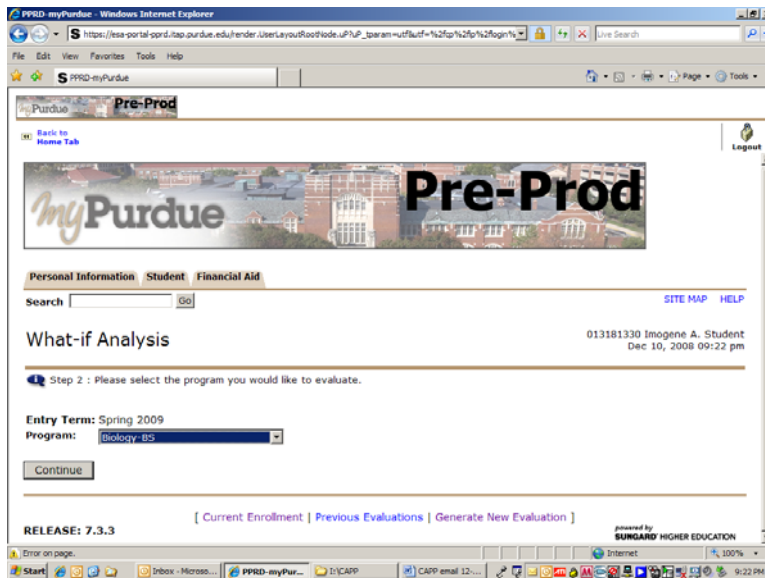 PPRD-myPurdue - Windows Internet Explorer
https://esa-portal-pprd.itap.purdue.edu/render.UserLayoutRootNode.uP?uP_tparam=utf&utf=%2fcp%2fip%2flogin%
Live Search
File Edit View Favorites Tools Help
PPRD-myPurdue
Page Tools
Purdue Pre-Prod
Back to
Home Tab
Logout
myPurdue Pre-Prod
Personal Information Student Financial Aid
Search Go
SITE MAP HELP
What-if Analysis
013181330 Imogene A. Student
Dec 10, 2008 09:22 pm
Step 2 : Please select the program you would like to evaluate.
Entry Term: Spring 2009
Program: Biology-BS
Continue
[ Current Enrollment | Previous Evaluations | Generate New Evaluation ]
RELEASE: 7.3.3
powered by
SUNGARD HIGHER EDUCATION
Error on page.
Internet
100%
Start
Inbox - Microso...
PPRD-myPur...
I:\CAPP
CAPP email 12-...
9:22 PM